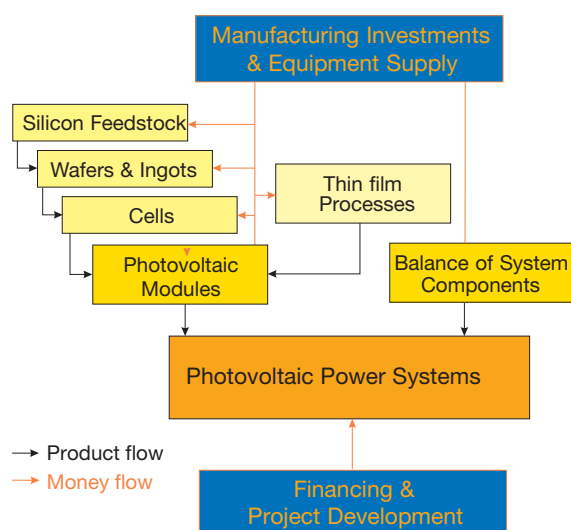 Manufacturing Investments
& Equipment Supply
Silicon Feedstock
Wafers & Ingots
Cells
Thin film
Processes
Photovoltaic
Modules
Balance of System
Components
Photovoltaic Power Systems
Product flow
Money flow
Financing &
Project Development